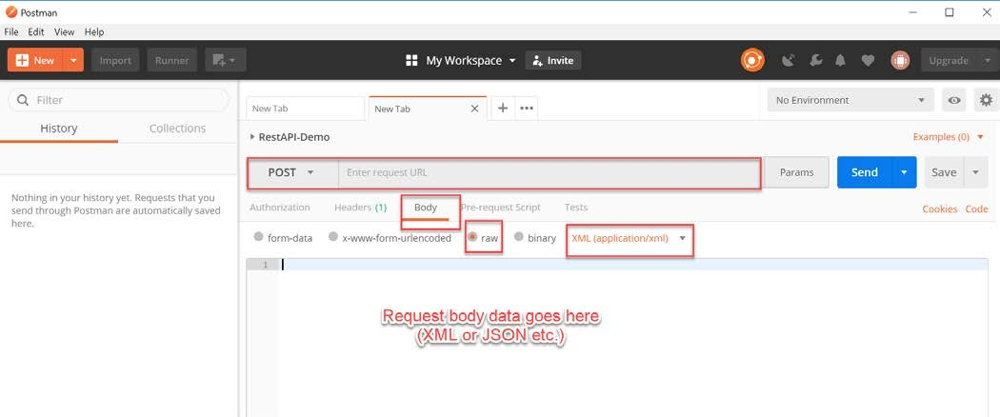 Postman
File Edit View Help
New Import Runner My Workspace Invite Upgrade
Filter
History Collections
Nothing in your history yet. Requests that you
send through Postman are automatically saved
here.
New Tab New Tab No Environment
RestAPI-Demo Examples (0)
POST Enter request URL Params Send Save
Authorization Headers (1) Body Pre-request Script Tests Cookies Code
form-data x-www-form-urlencoded raw binary XML (application/xml)
1
Request body data goes here
(XML or JSON etc.)